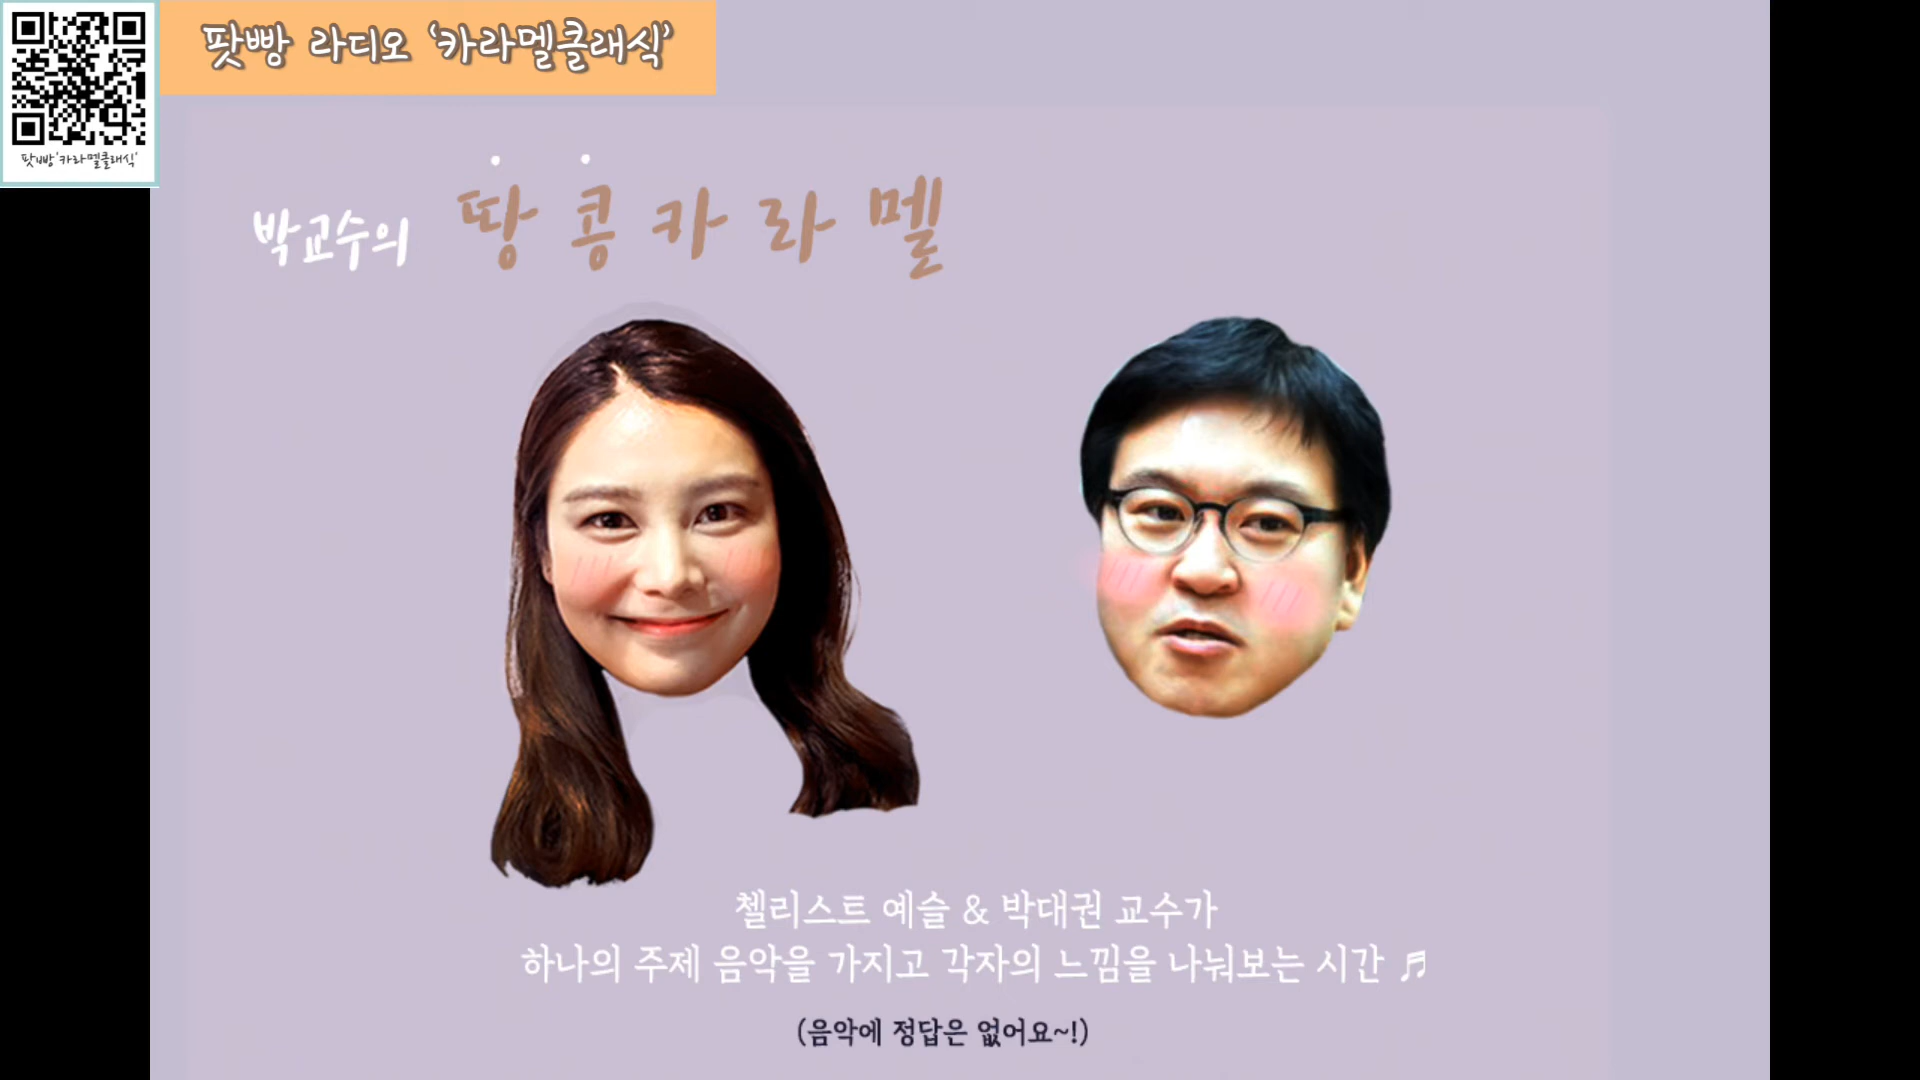 팟빵 라디오 ‘카라멜클래식’
팟빵'카라멜클래식'
박교수의 땅콩카라멜
첼리스트 예슬 & 박대권 교수가
하나의 주제 음악을 가지고 각자의 느낌을 나눠보는 시간 ♬
(음악에 정답은 없어요~!)